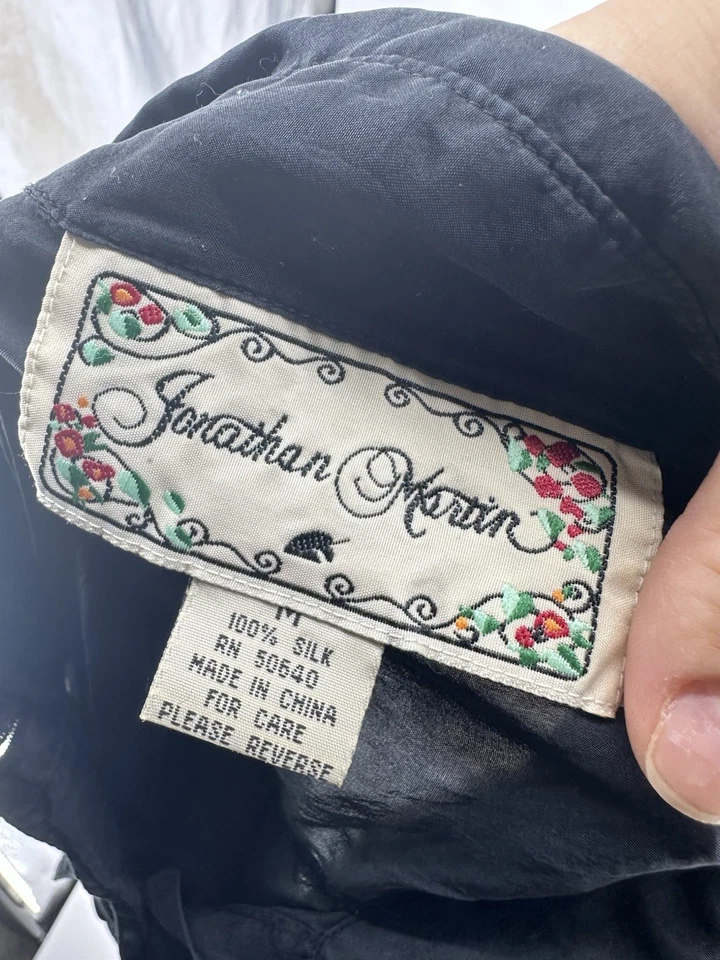 Jonathan Martin
M
100% SILK
RN 50640
MADE IN CHINA
FOR CARE
PLEASE REVERSE